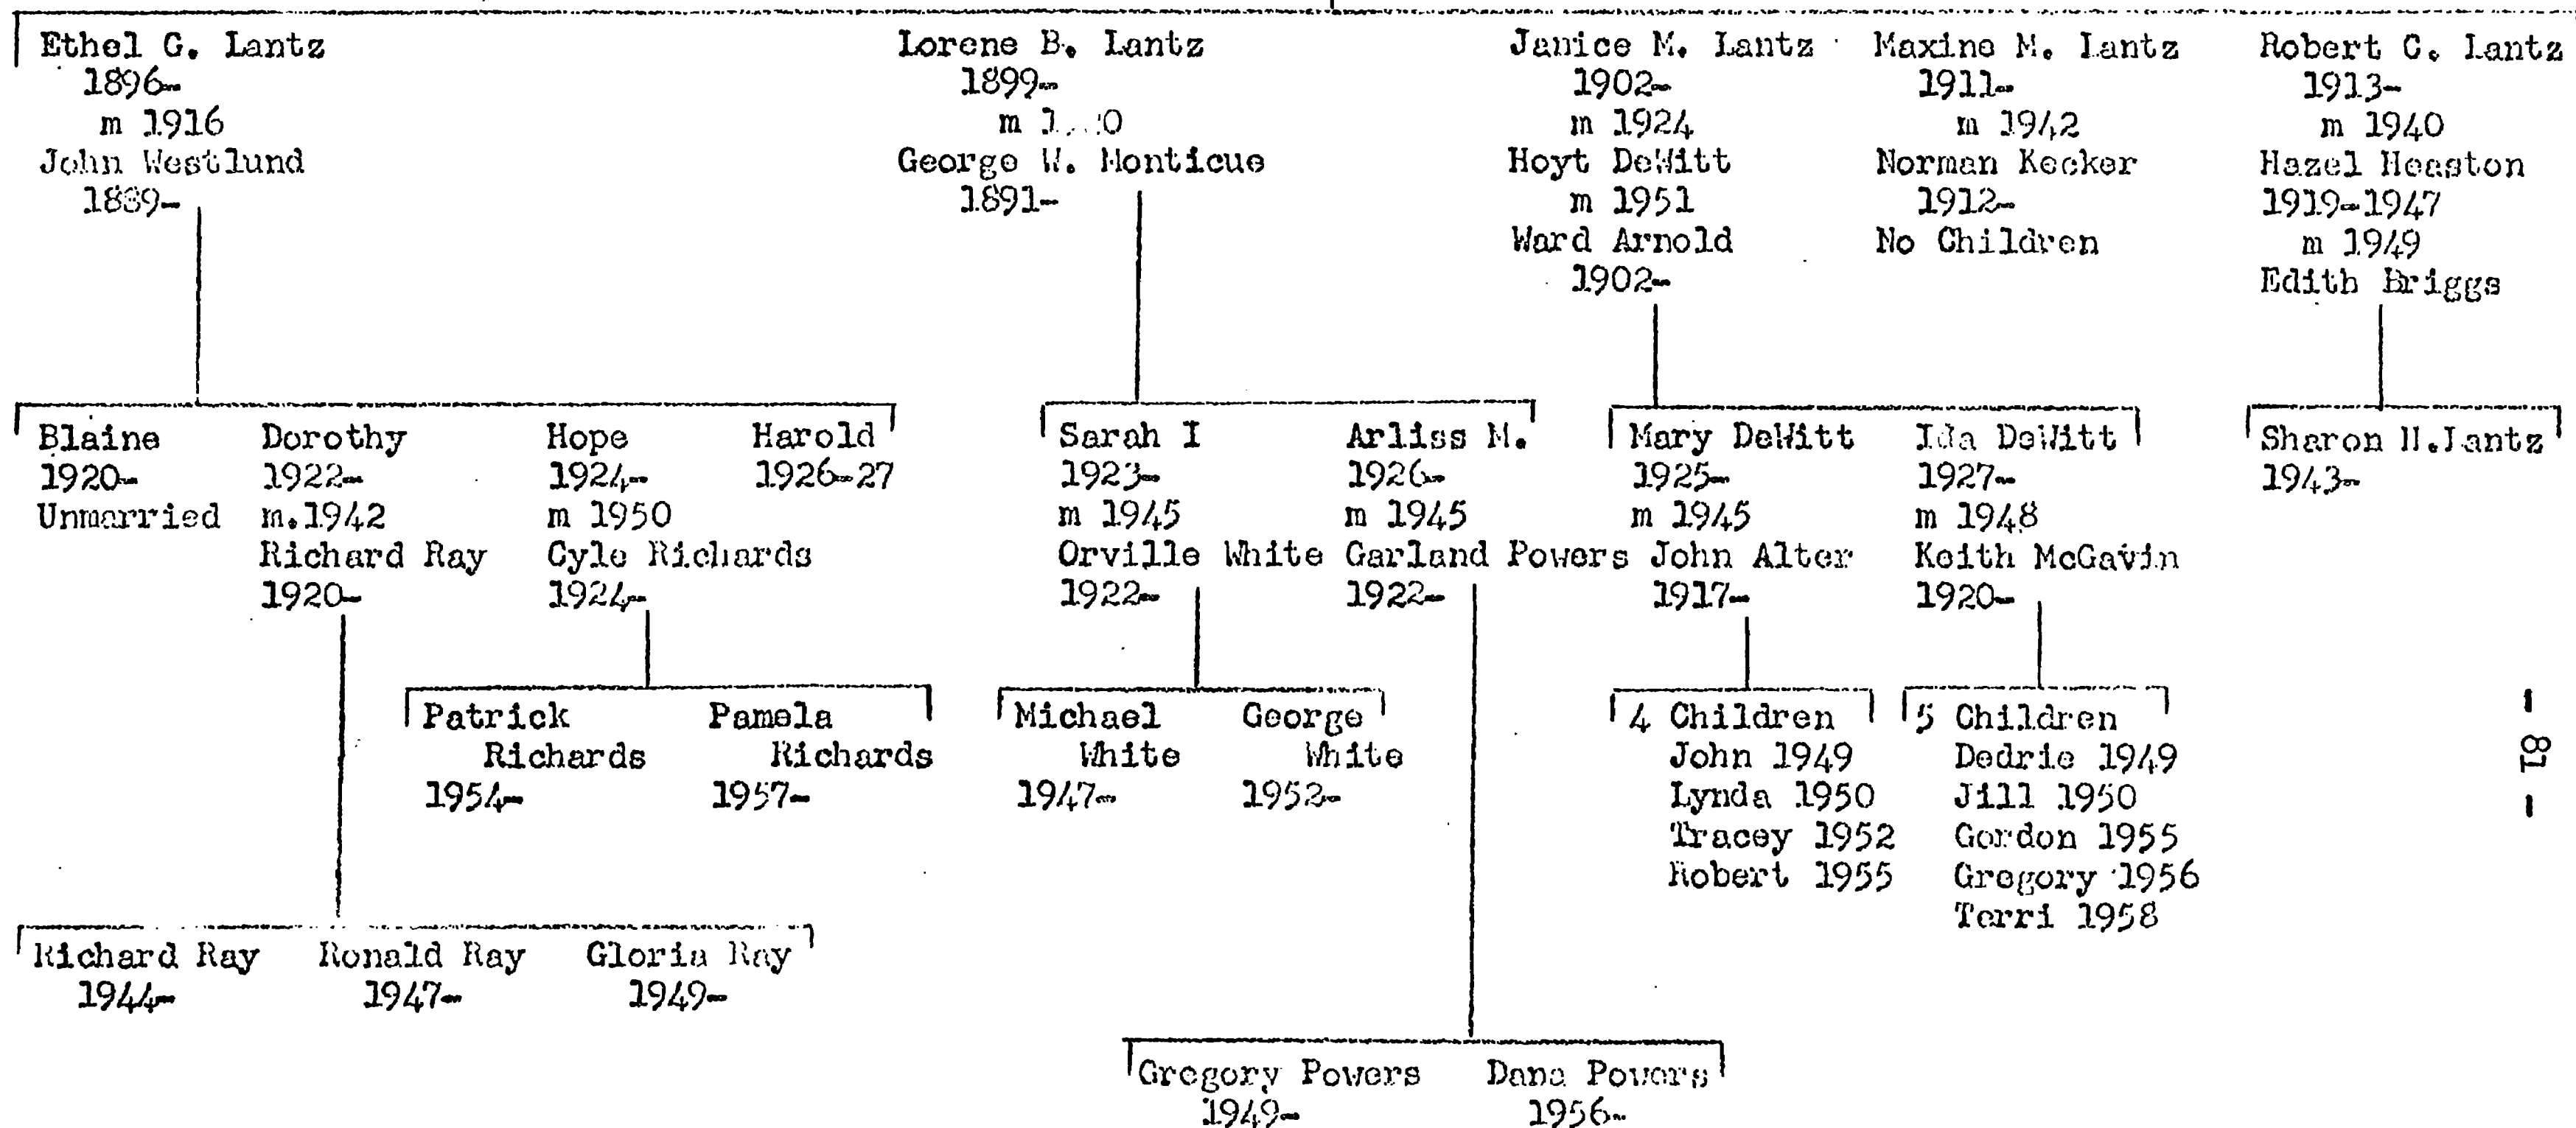 Ethel G. Lantz
1896-
m 1916
John Westlund
1889-
Lorene B. Lantz
1899-
m
George W. Monticue
1891-
Janice M. Lantz
1902-
m 1924
Hoyt DeWitt
m 1951
Ward Arnold
1902-
Maxine M. Lantz
1911-
m 1942
Norman Kecker
1912-
No Children
Robert C. Lantz
1913-
m 1940
Hazel Heaston
1919-1947
m 1949
Edith Briggs
Blaine
1920-
Unmarried
Dorothy
1922-
m.1942
Richard Ray
1920-
Hope
1924-
m 1950
Cyle Richards
1924-
Harold
1926-27
Sarah I
1923-
m 1945
Orville White
1922-
Arliss M.
1926-
m 1945
Garland Powers
1922-
Mary DeWitt
1925-
m 1945
John Alter
1917-
Ida DeWitt
1927-
m 1948
Keith McGavin
1920-
Sharon Lantz
1943-
Patrick
Richards
1954-
Pamela
Richards
1957-
Michael
White
1947-
George
White
1952-
4 Children
John 1949
Lynda 1950
Tracey 1952
Robert 1955
5 Children
Dedrie 1949
Jill 1950
Gordon 1955
Gregory 1956
Terri 1958
Richard Ray
1944-
Ronald Ray
1947-
Gloria Ray
1949-
Gregory Powers
1949-
Dana Powers
1956-
- 81 -